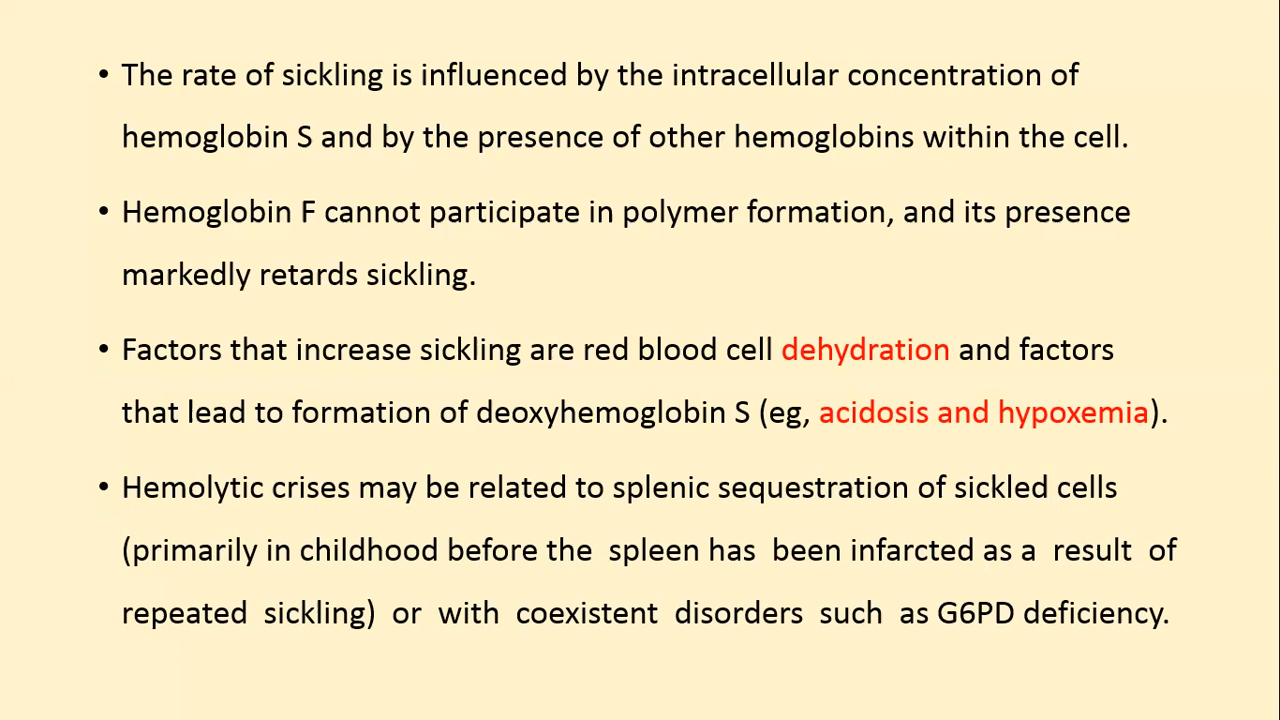 • The rate of sickling is influenced by the intracellular concentration of
hemoglobin S and by the presence of other hemoglobins within the cell.
• Hemoglobin F cannot participate in polymer formation, and its presence
markedly retards sickling.
• Factors that increase sickling are red blood cell dehydration and factors
that lead to formation of deoxyhemoglobin S (eg, acidosis and hypoxemia).
• Hemolytic crises may be related to splenic sequestration of sickled cells
(primarily in childhood before the spleen has been infarcted as a result of
repeated sickling) or with coexistent disorders such as G6PD deficiency.